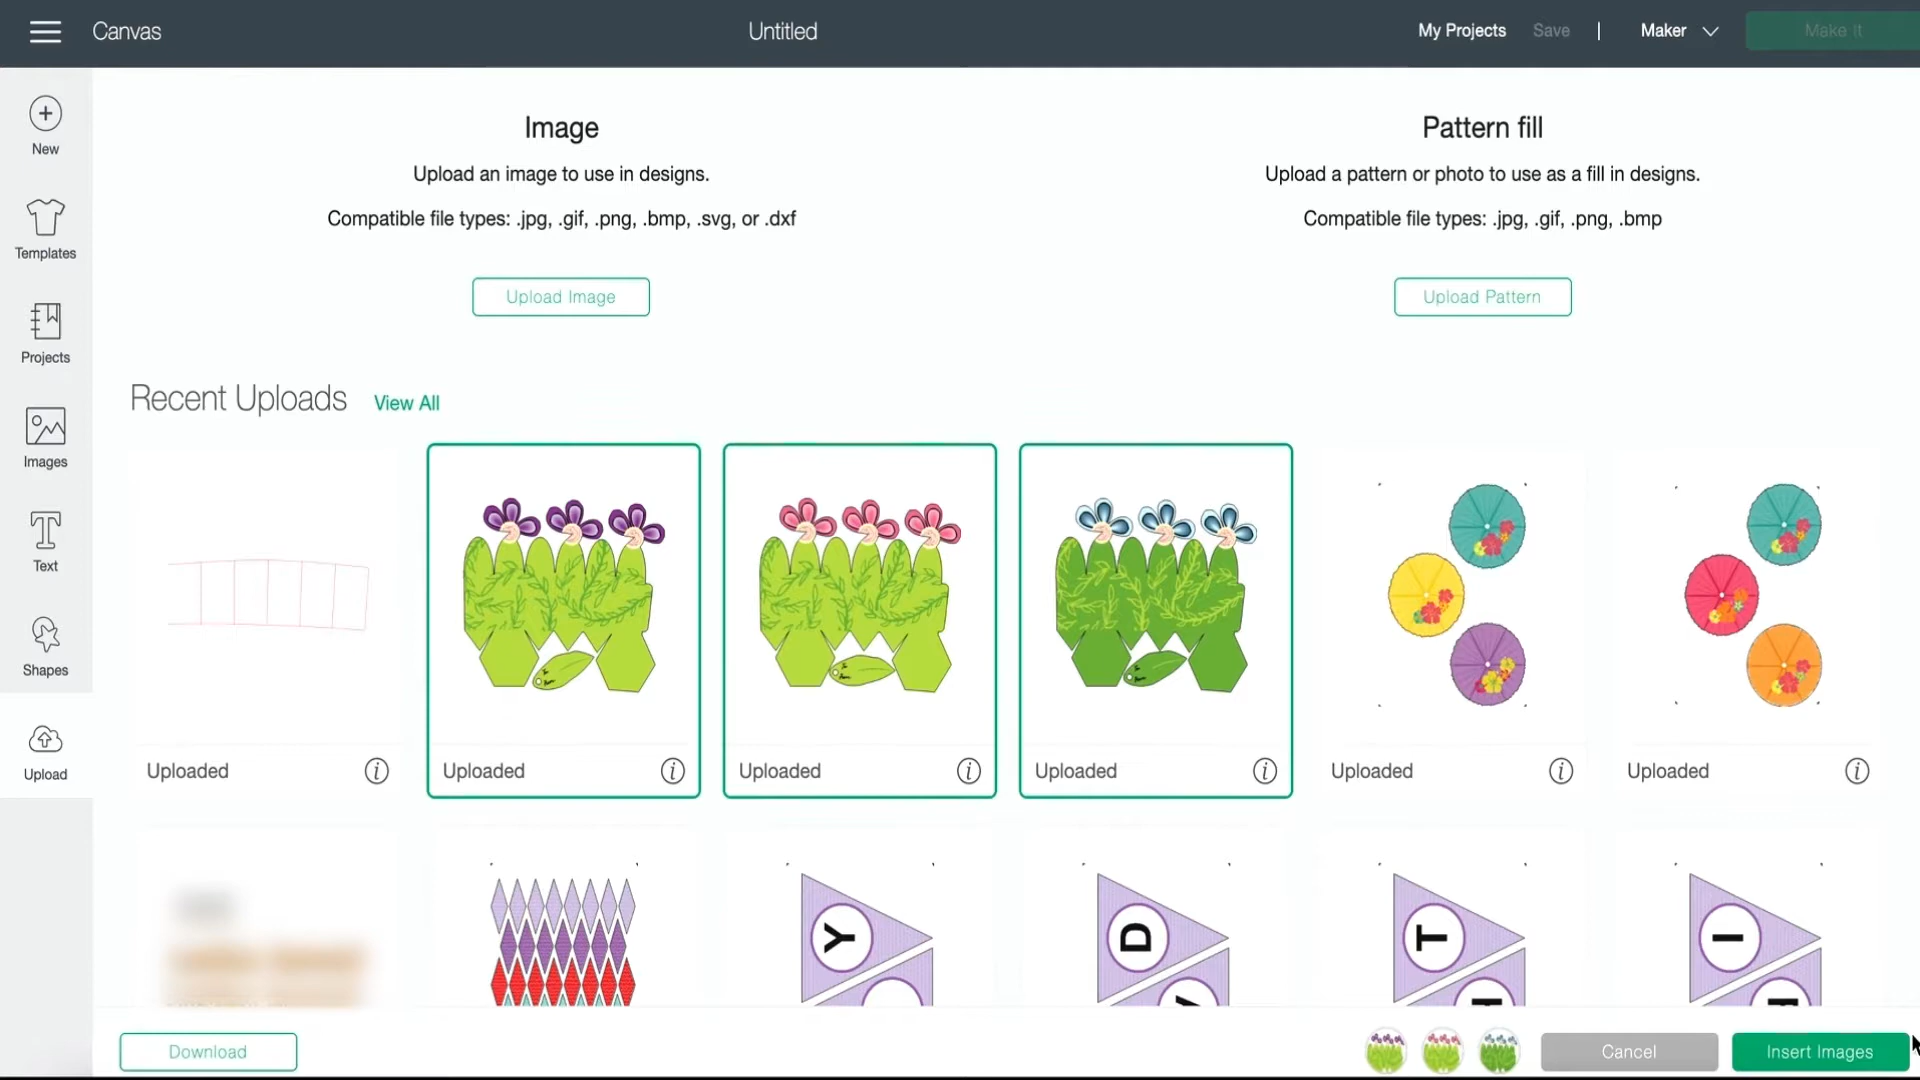 Canvas
Untitled
My Projects Save | Maker Make It
New
Templates
Projects
Images
Text
Shapes
Upload
Image
Upload an image to use in designs.
Compatible file types: .jpg, .gif, .png, .bmp, .svg, or .dxf
Upload Image
Pattern fill
Upload a pattern or photo to use as a fill in designs.
Compatible file types: .jpg, .gif, .png, .bmp
Upload Pattern
Recent Uploads View All
Uploaded
Uploaded
Uploaded
Uploaded
Uploaded
Uploaded
Y
D
T
I
Download
Cancel
Insert Images